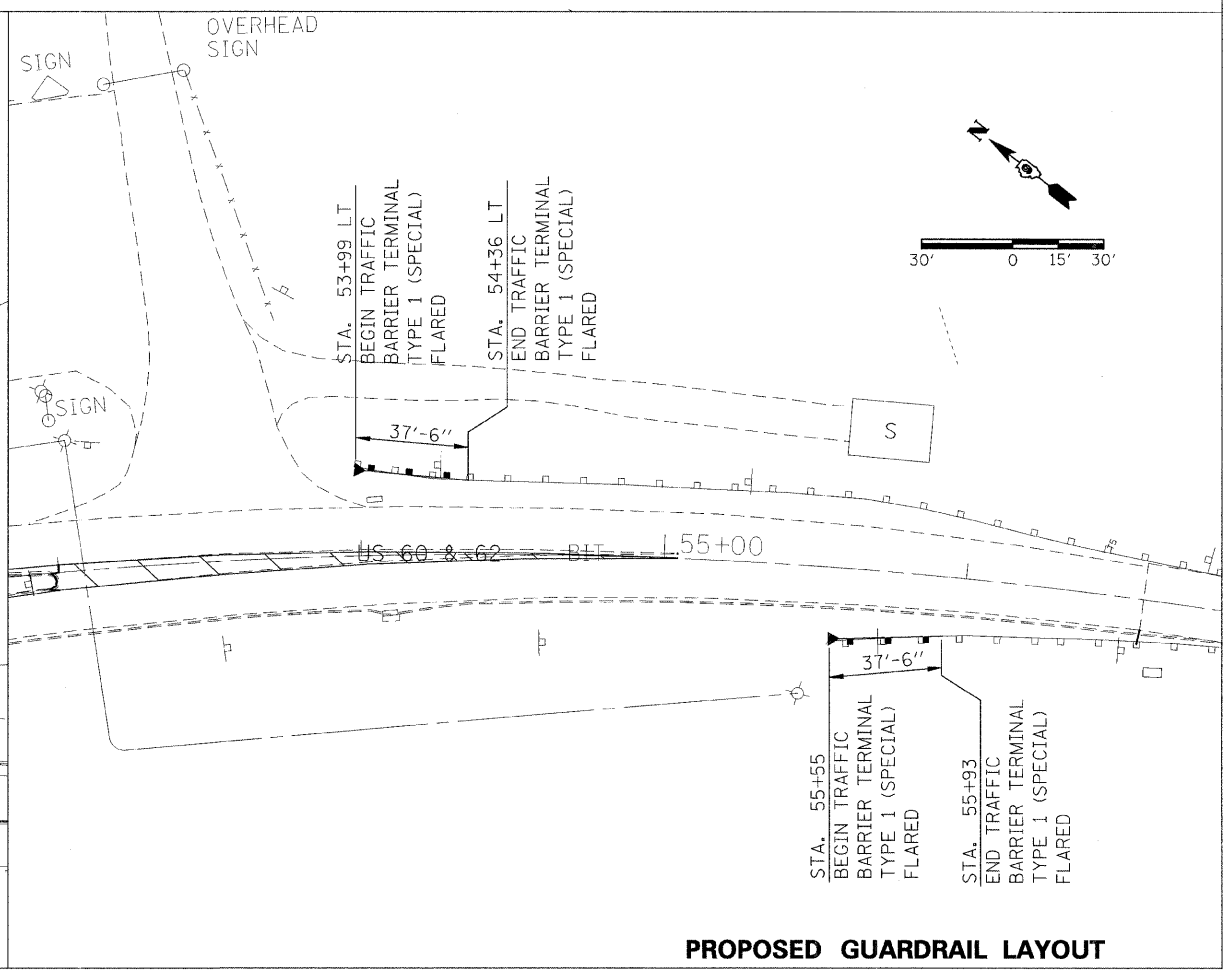 OVERHEAD
SIGN
SIGN
N
30' 0 15' 30'
STA. 53+99 LT
BEGIN TRAFFIC
BARRIER TERMINAL
TYPE 1 (SPECIAL)
FLARED
STA. 54+36 LT
END TRAFFIC
BARRIER TERMINAL
TYPE 1 (SPECIAL)
FLARED
SIGN
37'-6"
S
US 60 & 62 BIT
55+00
37'-6"
STA. 55+55
BEGIN TRAFFIC
BARRIER TERMINAL
TYPE 1 (SPECIAL)
FLARED
STA. 55+93
END TRAFFIC
BARRIER TERMINAL
TYPE 1 (SPECIAL)
FLARED
PROPOSED GUARDRAIL LAYOUT